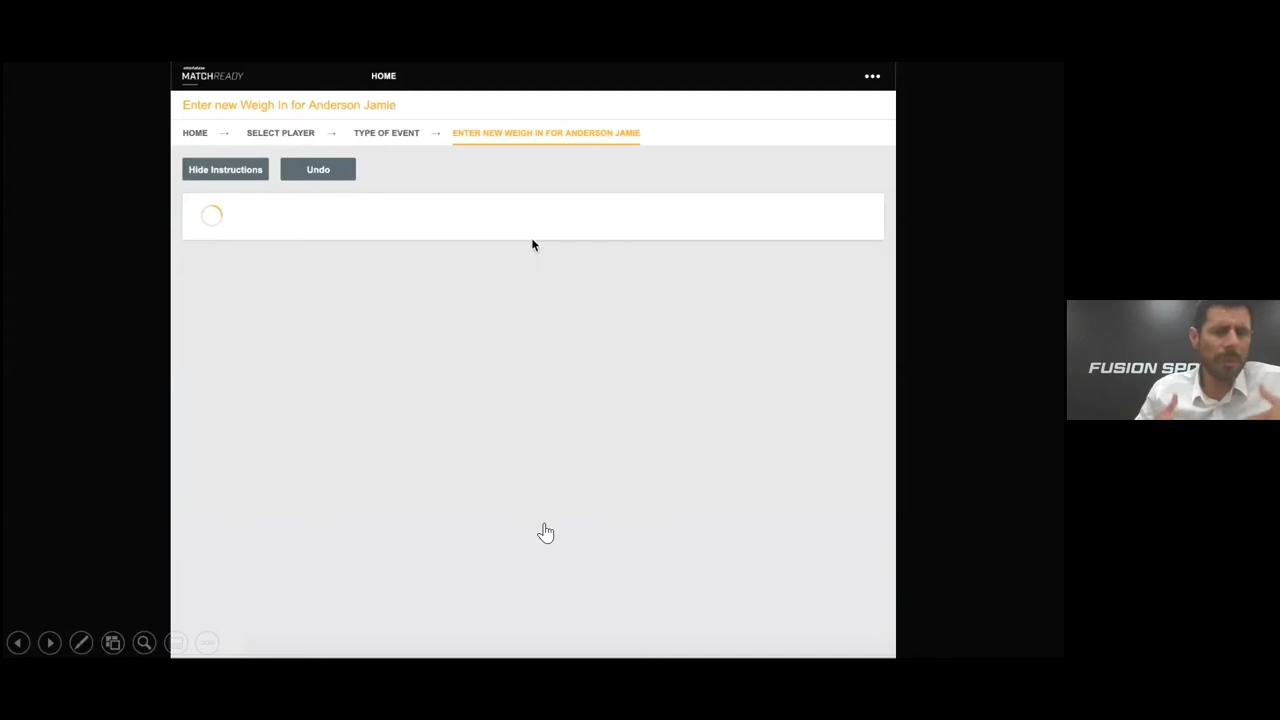 MATCHREADY
HOME
•••
Enter new Weigh In for Anderson Jamie
HOME → SELECT PLAYER → TYPE OF EVENT → ENTER NEW WEIGH IN FOR ANDERSON JAMIE
Hide Instructions Undo
FUSION SPO